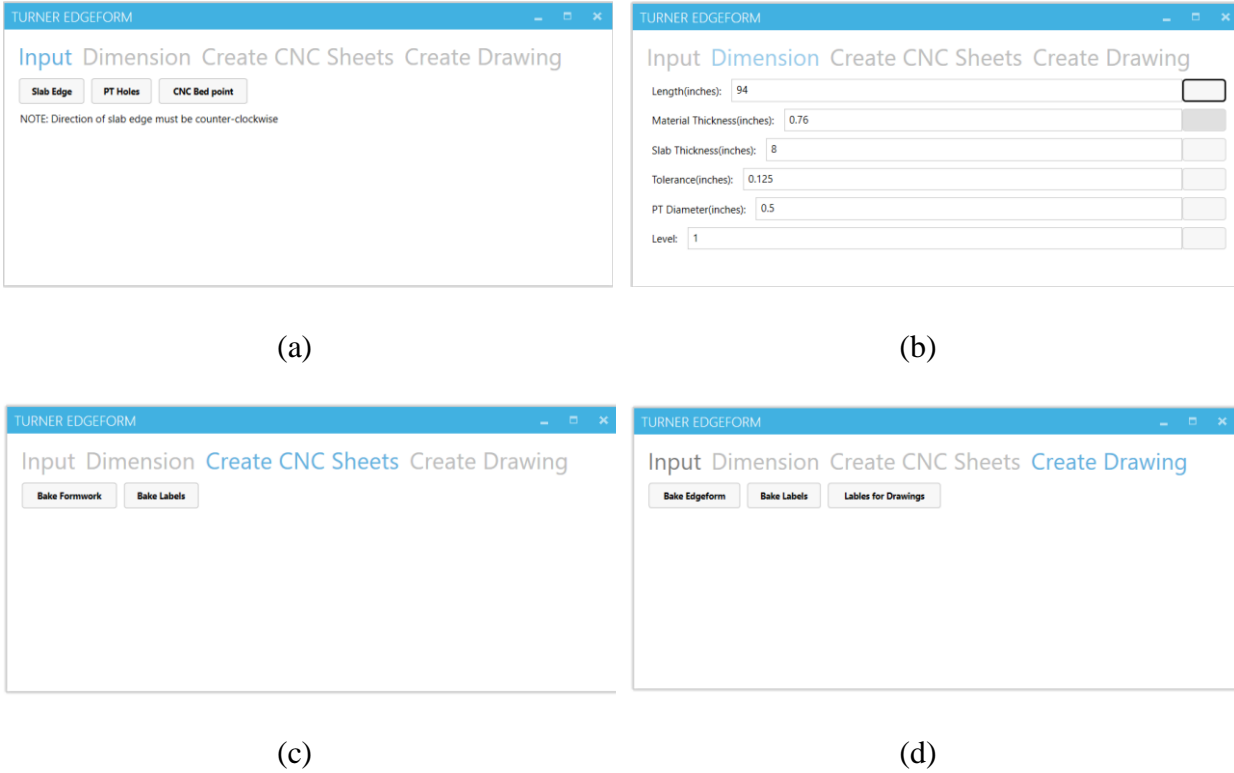 TURNER EDGEFORM
Input Dimension Create CNC Sheets Create Drawing
Slab Edge PT Holes CNC Bed point
NOTE: Direction of slab edge must be counter-clockwise
(a)
TURNER EDGEFORM
Input Dimension Create CNC Sheets Create Drawing
Length(inches): 94
Material Thickness(inches): 0.76
Slab Thickness(inches): 8
Tolerance(inches): 0.125
PT Diameter(inches): 0.5
Level: 1
(b)
TURNER EDGEFORM
Input Dimension Create CNC Sheets Create Drawing
Bake Formwork Bake Labels
(c)
TURNER EDGEFORM
Input Dimension Create CNC Sheets Create Drawing
Bake Edgeform Bake Labels Lables for Drawings
(d)